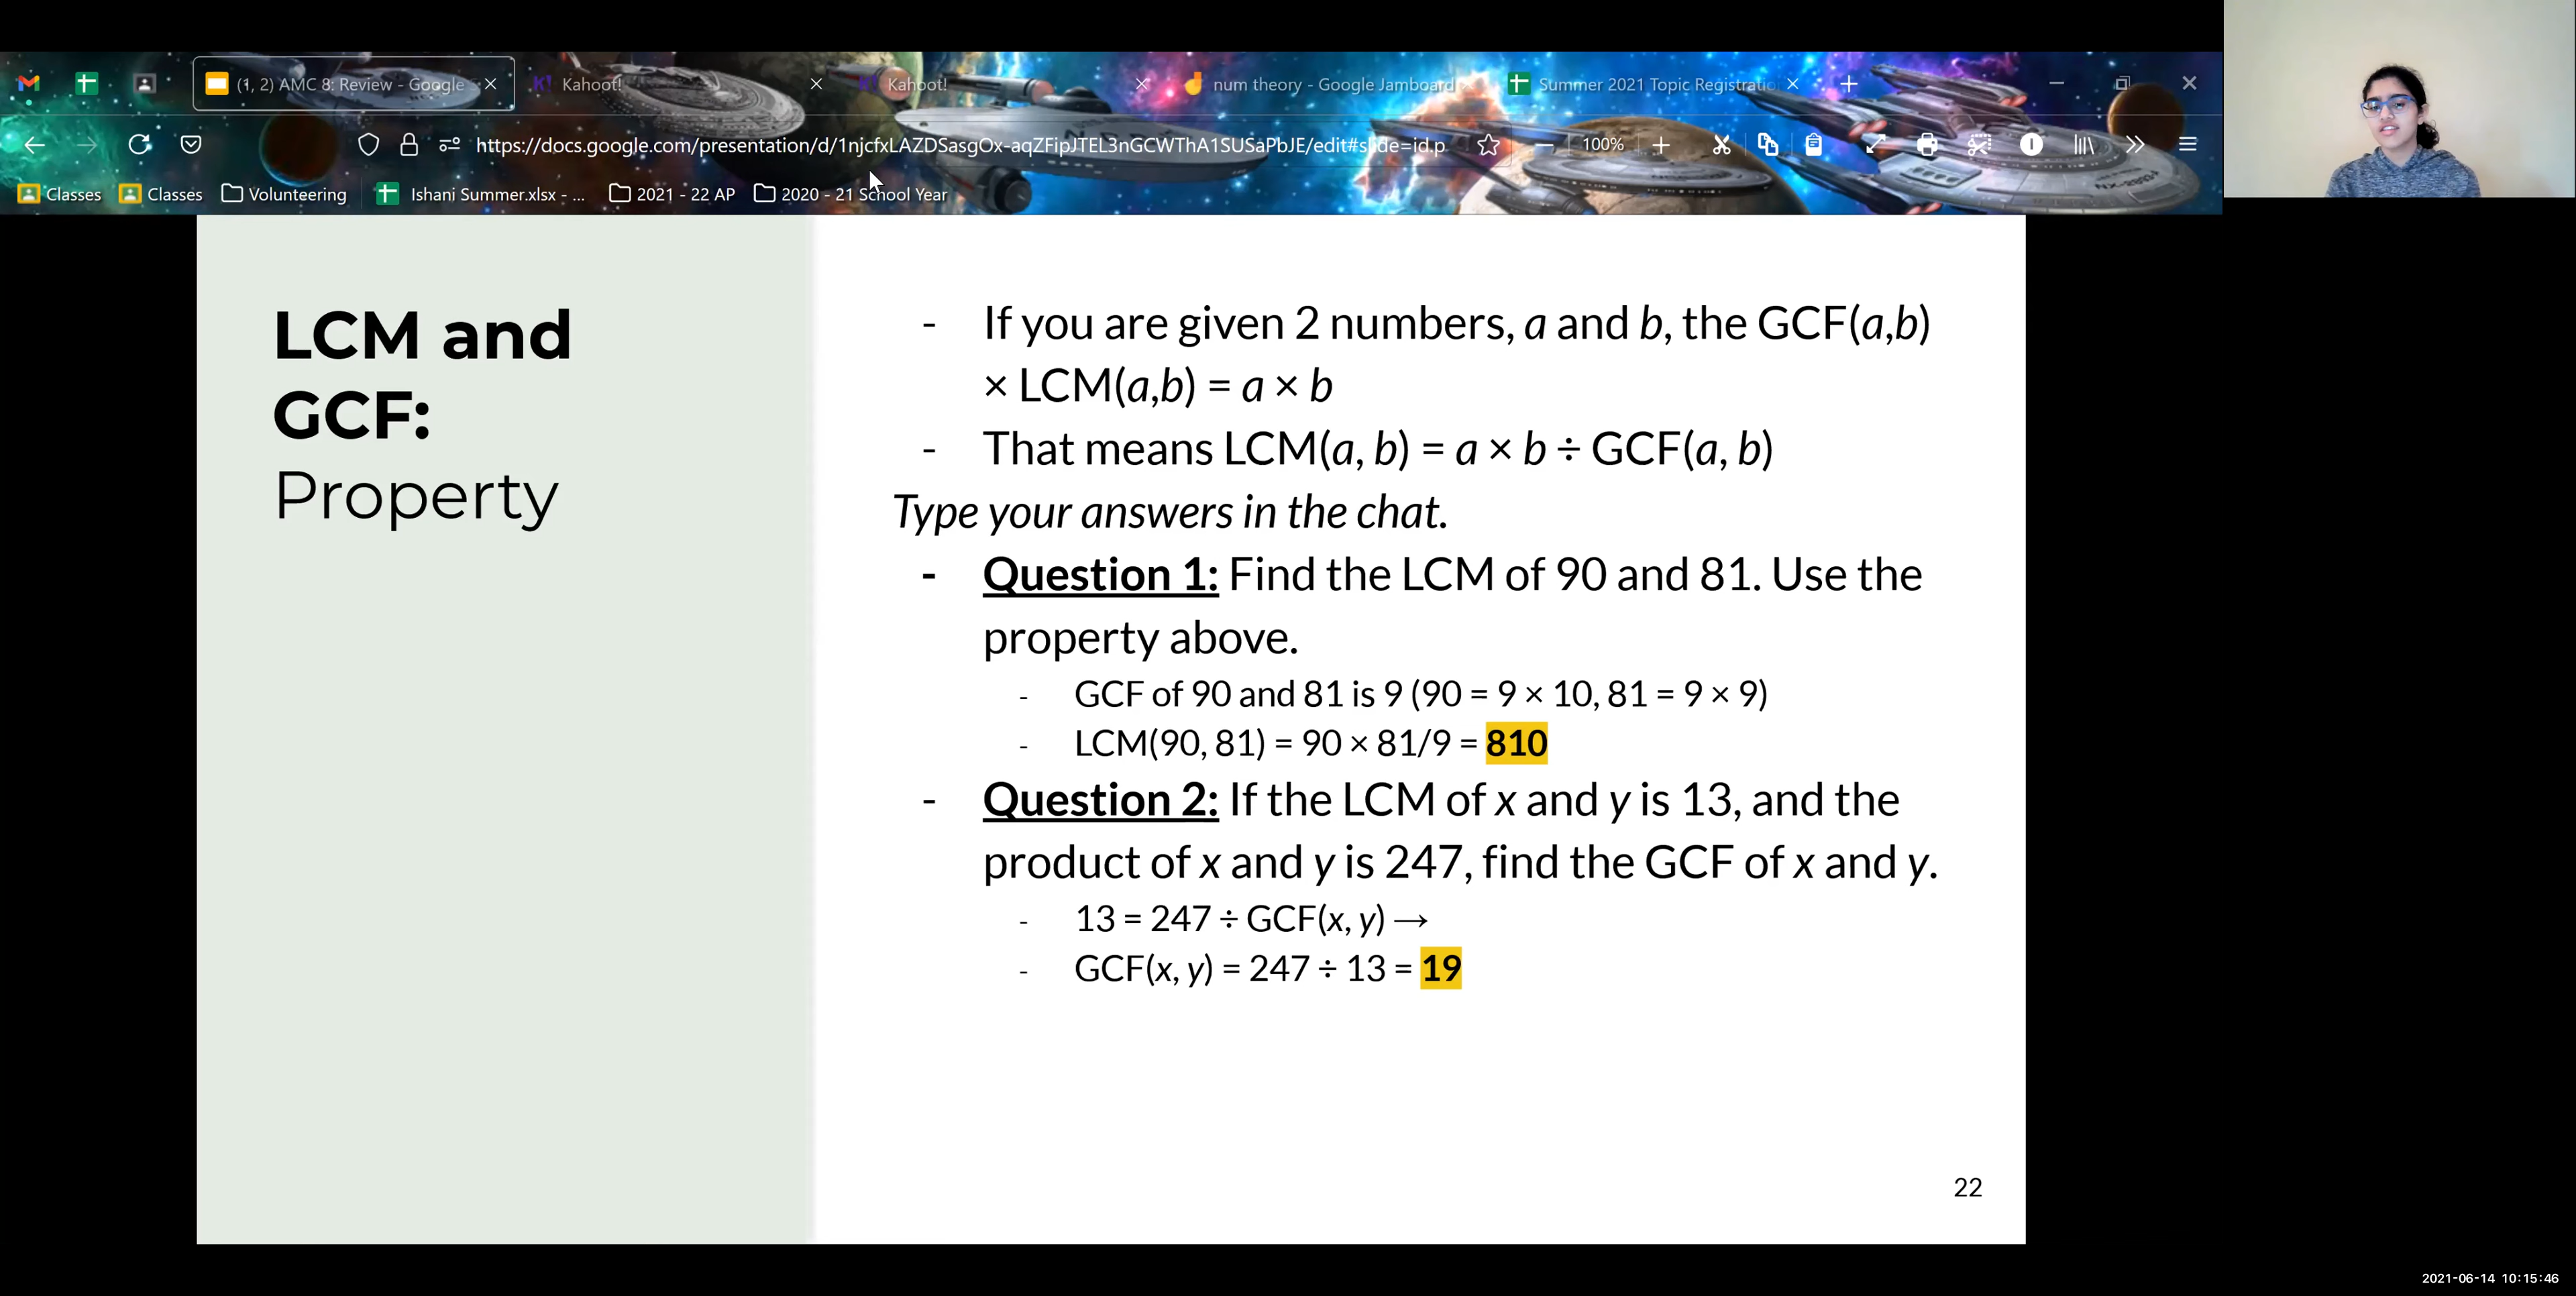 (1, 2) AMC 8: Review - Google S
Kahoot!
Kahoot!
num theory - Google Jamboard
Summer 2021 Topic Registratio
https://docs.google.com/presentation/d/1njcfxLAZDSasgOx-aqZFipJTEL3nGCWThA1SUSaPbJE/edit#slide=id.p
100%
Classes
Classes
Volunteering
Ishani Summer.xlsx - ...
2021 - 22 AP
2020 - 21 School Year
LCM and
GCF:
Property
- If you are given 2 numbers, a and b, the GCF(a,b)
× LCM(a,b) = a × b
- That means LCM(a, b) = a × b ÷ GCF(a, b)
Type your answers in the chat.
- Question 1: Find the LCM of 90 and 81. Use the
property above.
- GCF of 90 and 81 is 9 (90 = 9 × 10, 81 = 9 × 9)
- LCM(90, 81) = 90 × 81/9 = 810
- Question 2: If the LCM of x and y is 13, and the
product of x and y is 247, find the GCF of x and y.
- 13 = 247 ÷ GCF(x, y) →
- GCF(x, y) = 247 ÷ 13 = 19
22
2021-06-14 10:15:46